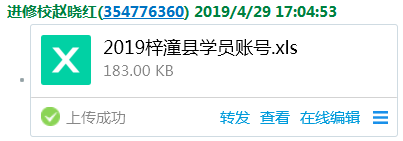 进修校赵晓红(354776360) 2019/4/29 17:04:53
2019梓潼县学员账号.xls
183.00 KB
上传成功 转发 查看 在线编辑